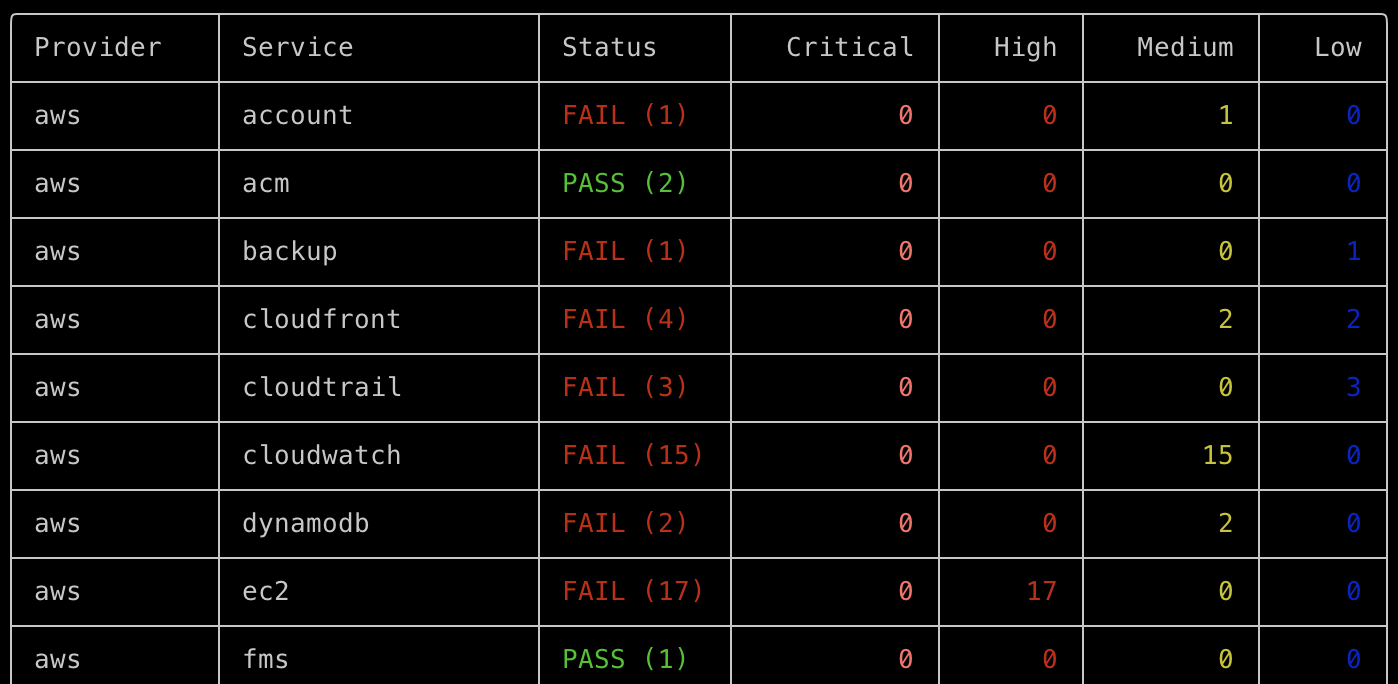 Provider Service Status Critical High Medium Low
aws account FAIL (1) 0 0 1 0
aws acm PASS (2) 0 0 0 0
aws backup FAIL (1) 0 0 0 1
aws cloudfront FAIL (4) 0 0 2 2
aws cloudtrail FAIL (3) 0 0 0 3
aws cloudwatch FAIL (15) 0 0 15 0
aws dynamodb FAIL (2) 0 0 2 0
aws ec2 FAIL (17) 0 17 0 0
aws fms PASS (1) 0 0 0 0